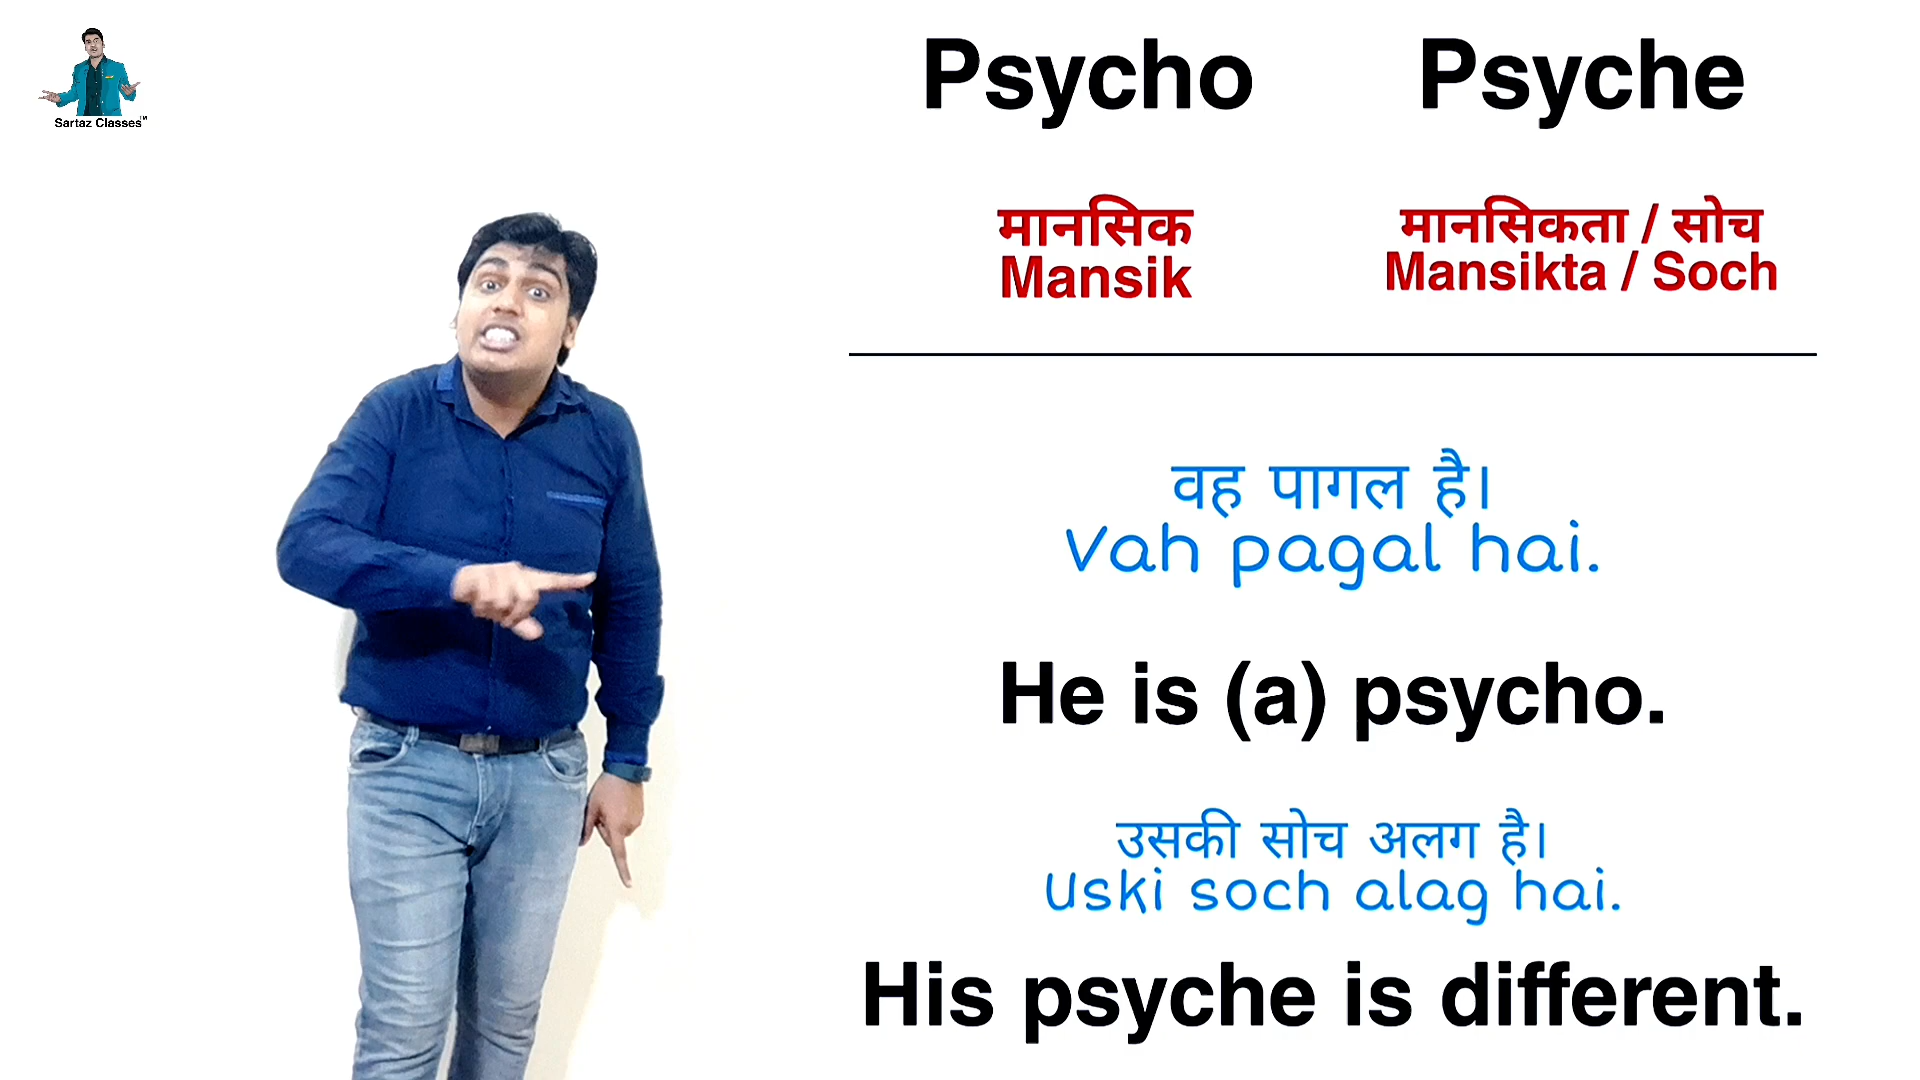 Sartaz Classes™
Psycho Psyche
मानसिक मानसिकता / सोच
Mansik Mansikta / Soch
वह पागल है।
Vah pagal hai.
He is (a) psycho.
उसकी सोच अलग है।
Uski soch alag hai.
His psyche is different.